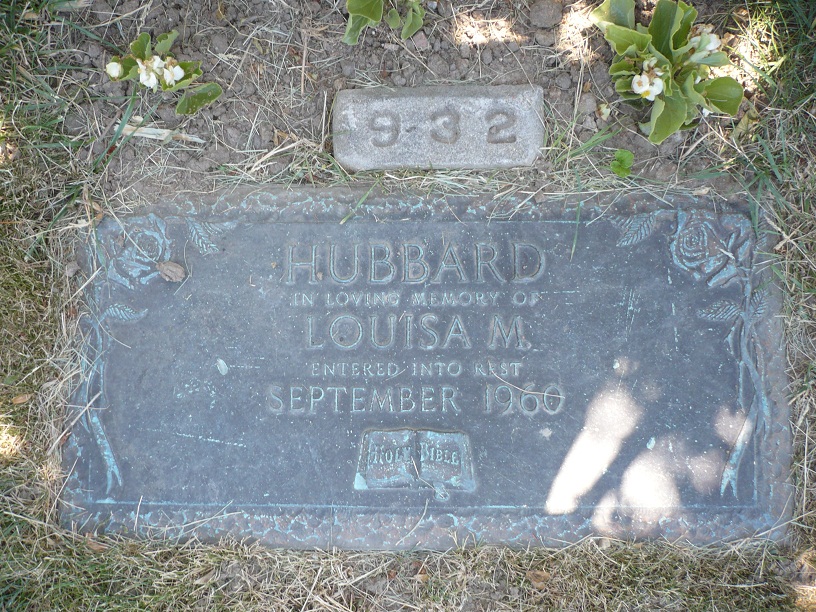 9-32
HUBBARD
IN LOVING MEMORY OF
LOUISA M.
ENTERED INTO REST
SEPTEMBER 1960
HOLY BIBLE